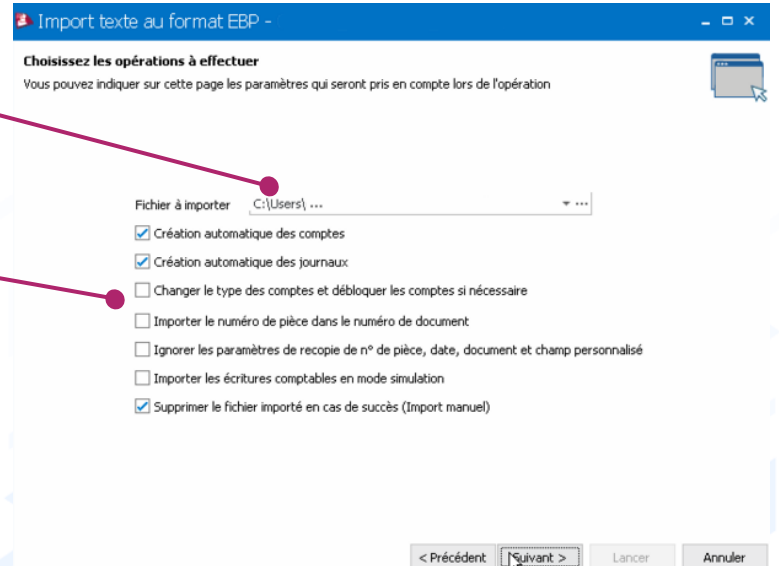 Import texte au format EBP -
Choisissez les opérations à effectuer
Vous pouvez indiquer sur cette page les paramètres qui seront pris en compte lors de l'opération
Fichier à importer C:\Users\ ...
Création automatique des comptes
Création automatique des journaux
Changer le type des comptes et débloquer les comptes si nécessaire
Importer le numéro de pièce dans le numéro de document
Ignorer les paramètres de recopie de n° de pièce, date, document et champ personnalisé
Importer les écritures comptables en mode simulation
Supprimer le fichier importé en cas de succès (Import manuel)
< Précédent Suivant > Lancer Annuler